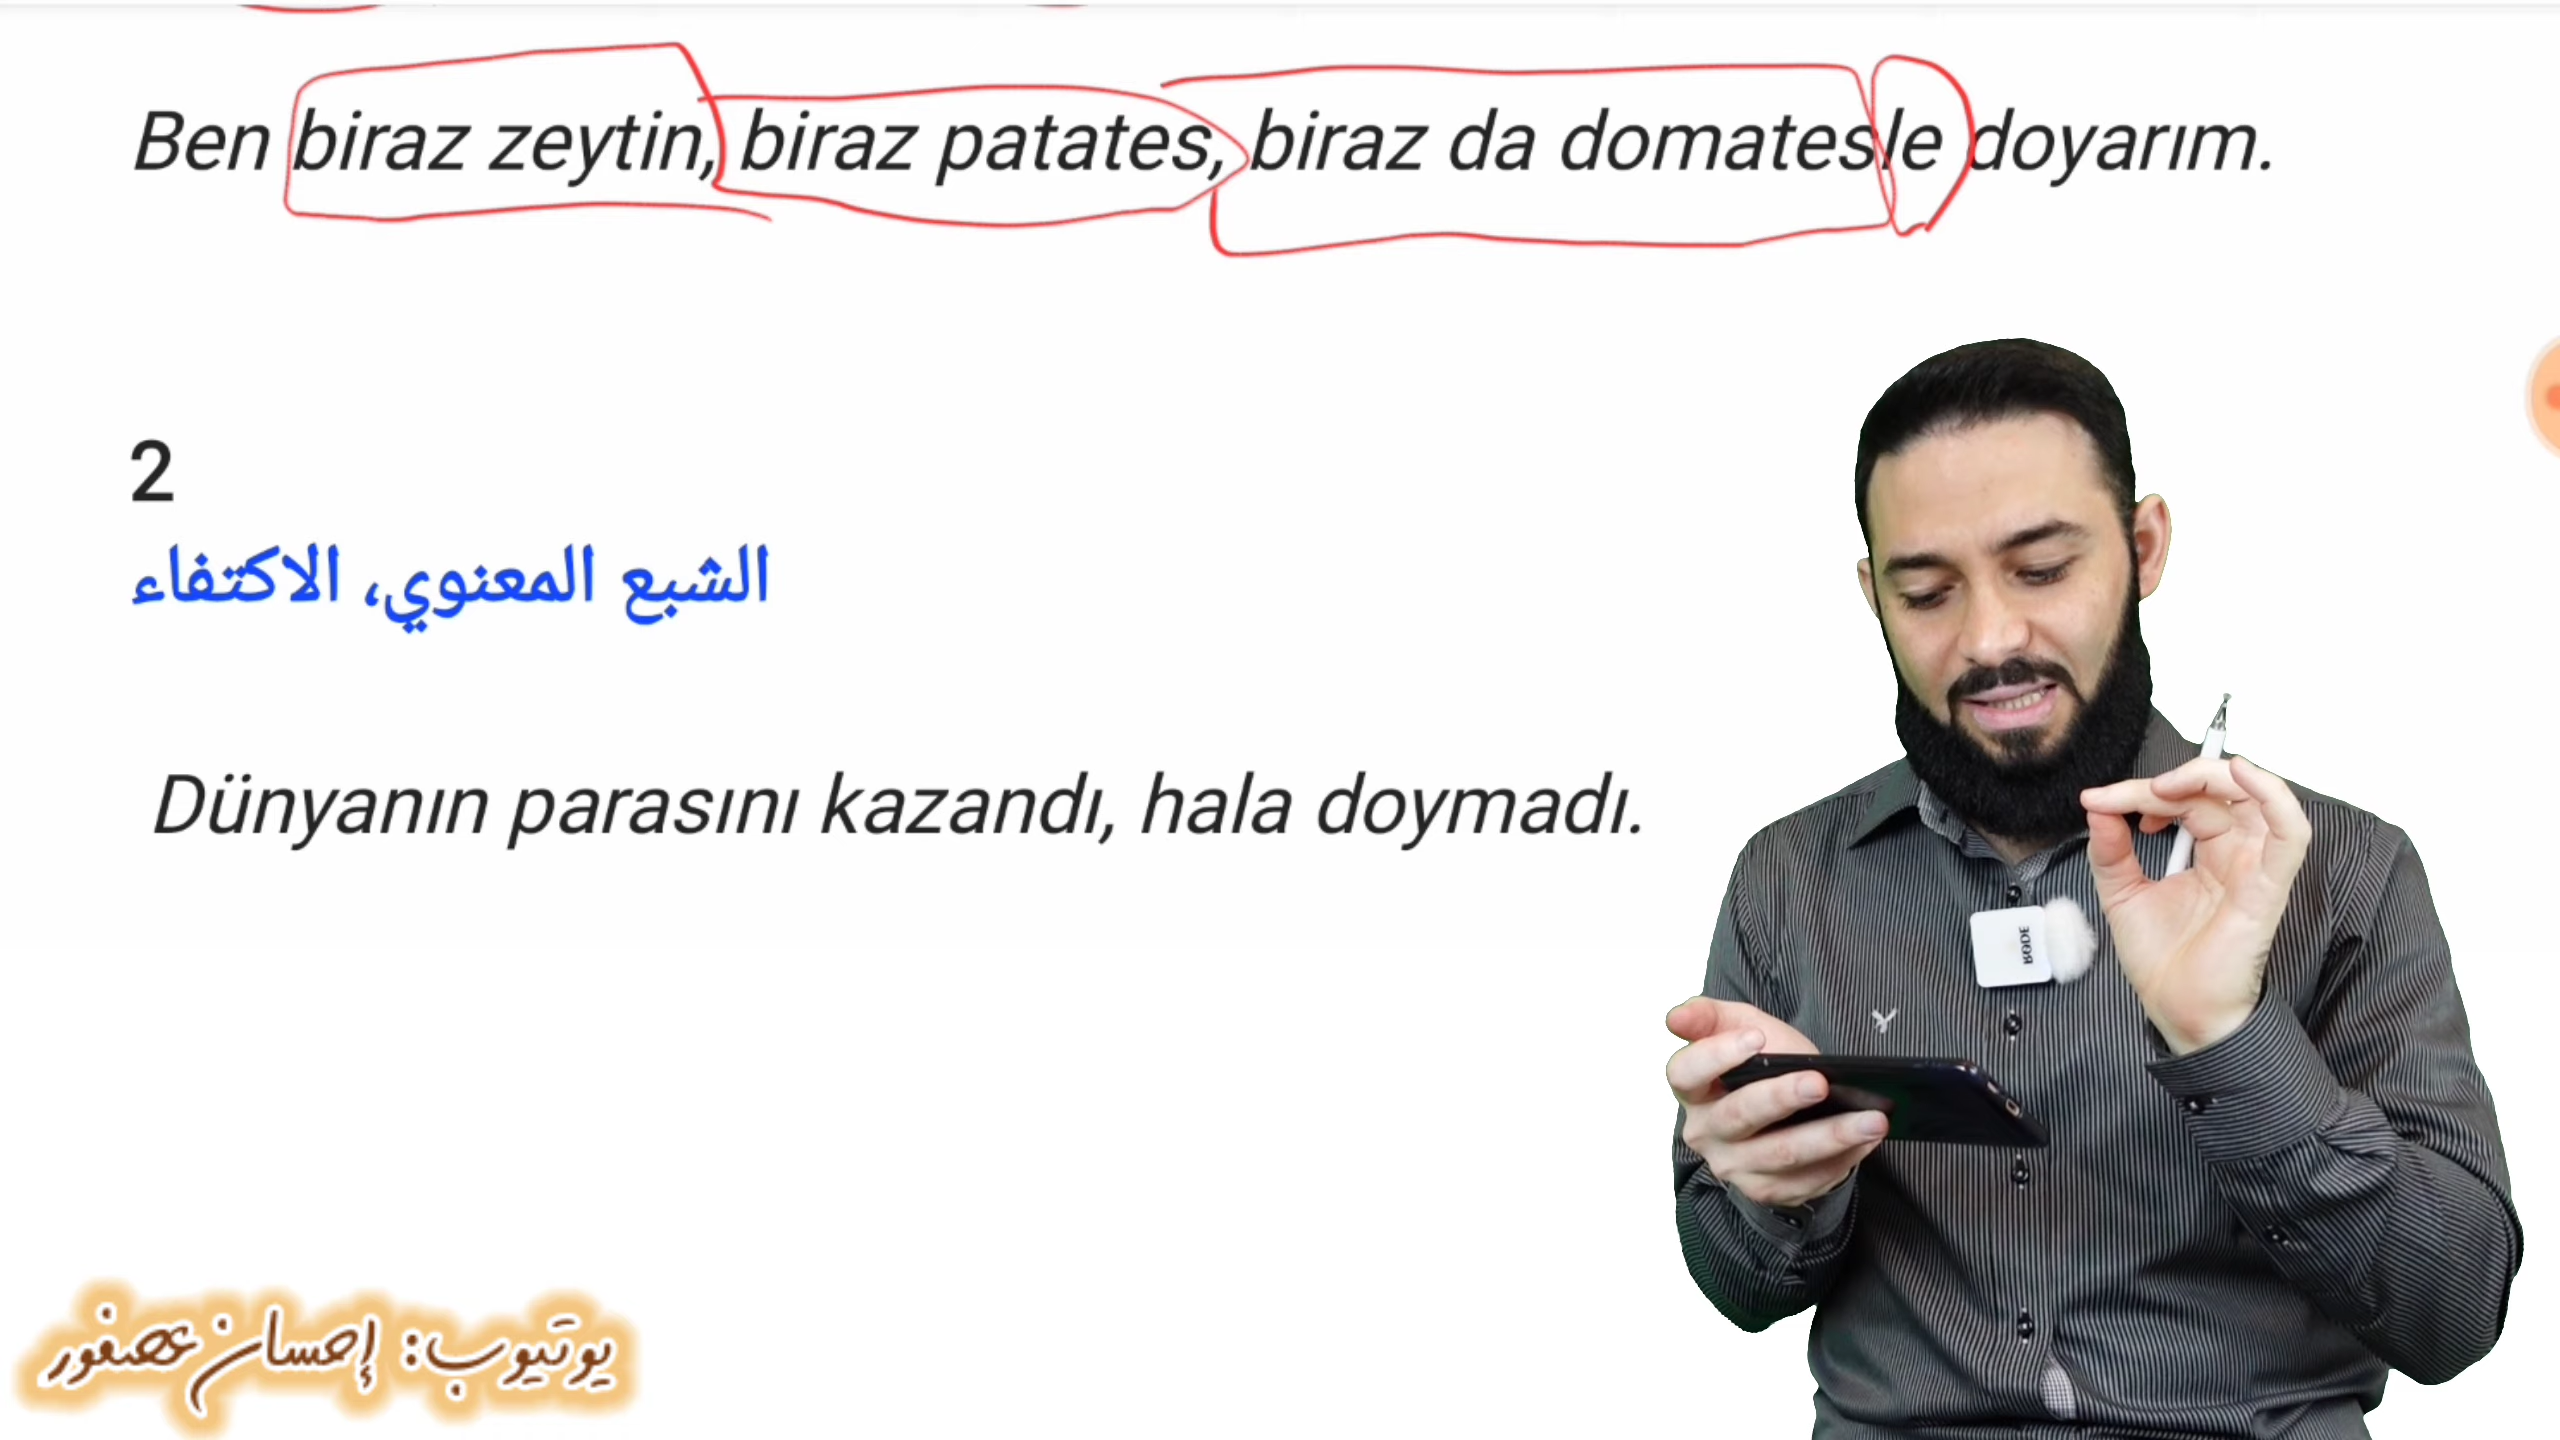 Ben biraz zeytin, biraz patates, biraz da domatesle doyarım.
2
الشبع المعنوي، الاكتفاء
Dünyanın parasını kazandı, hala doymadı.
RODE
يوتيوب: إحسان عصفور